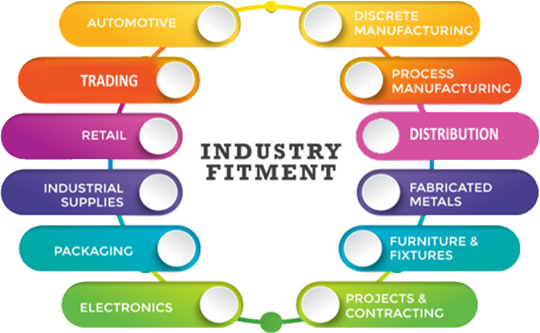 AUTOMOTIVE
DISCRETE
MANUFACTURING
TRADING
PROCESS
MANUFACTURING
RETAIL
DISTRIBUTION
INDUSTRY
FITMENT
INDUSTRIAL
SUPPLIES
FABRICATED
METALS
PACKAGING
FURNITURE &
FIXTURES
ELECTRONICS
PROJECTS &
CONTRACTING